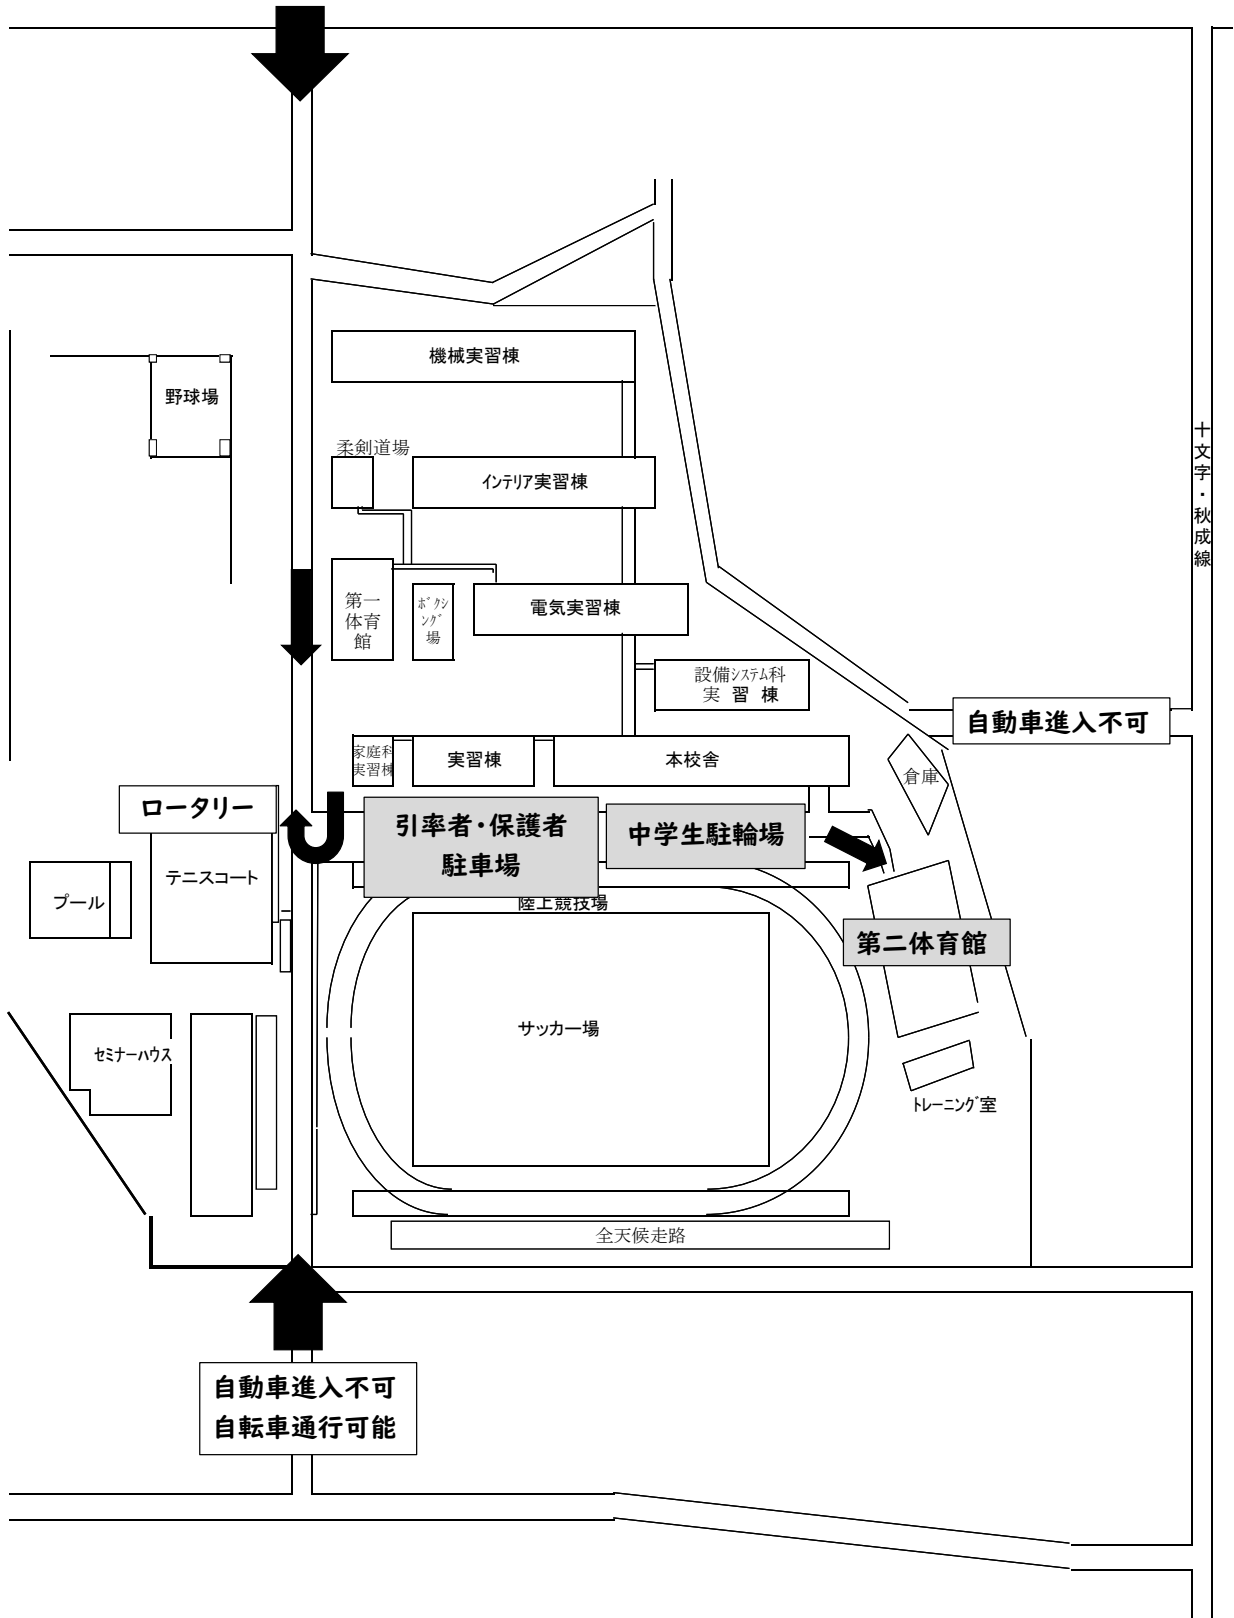 機械実習棟
野球場
柔剣道場
インテリア実習棟
十文字・秋成線
第一
体育
館
ボクシ
ング
場
電気実習棟
設備システム科
実習棟
自動車進入不可
家庭科
実習棟
実習棟
本校舎
倉庫
ロータリー
引率者・保護者
駐車場
中学生駐輪場
テニスコート
プール
陸上競技場
第二体育館
サッカー場
セミナーハウス
トレーニング室
全天候走路
自動車進入不可
自転車通行可能